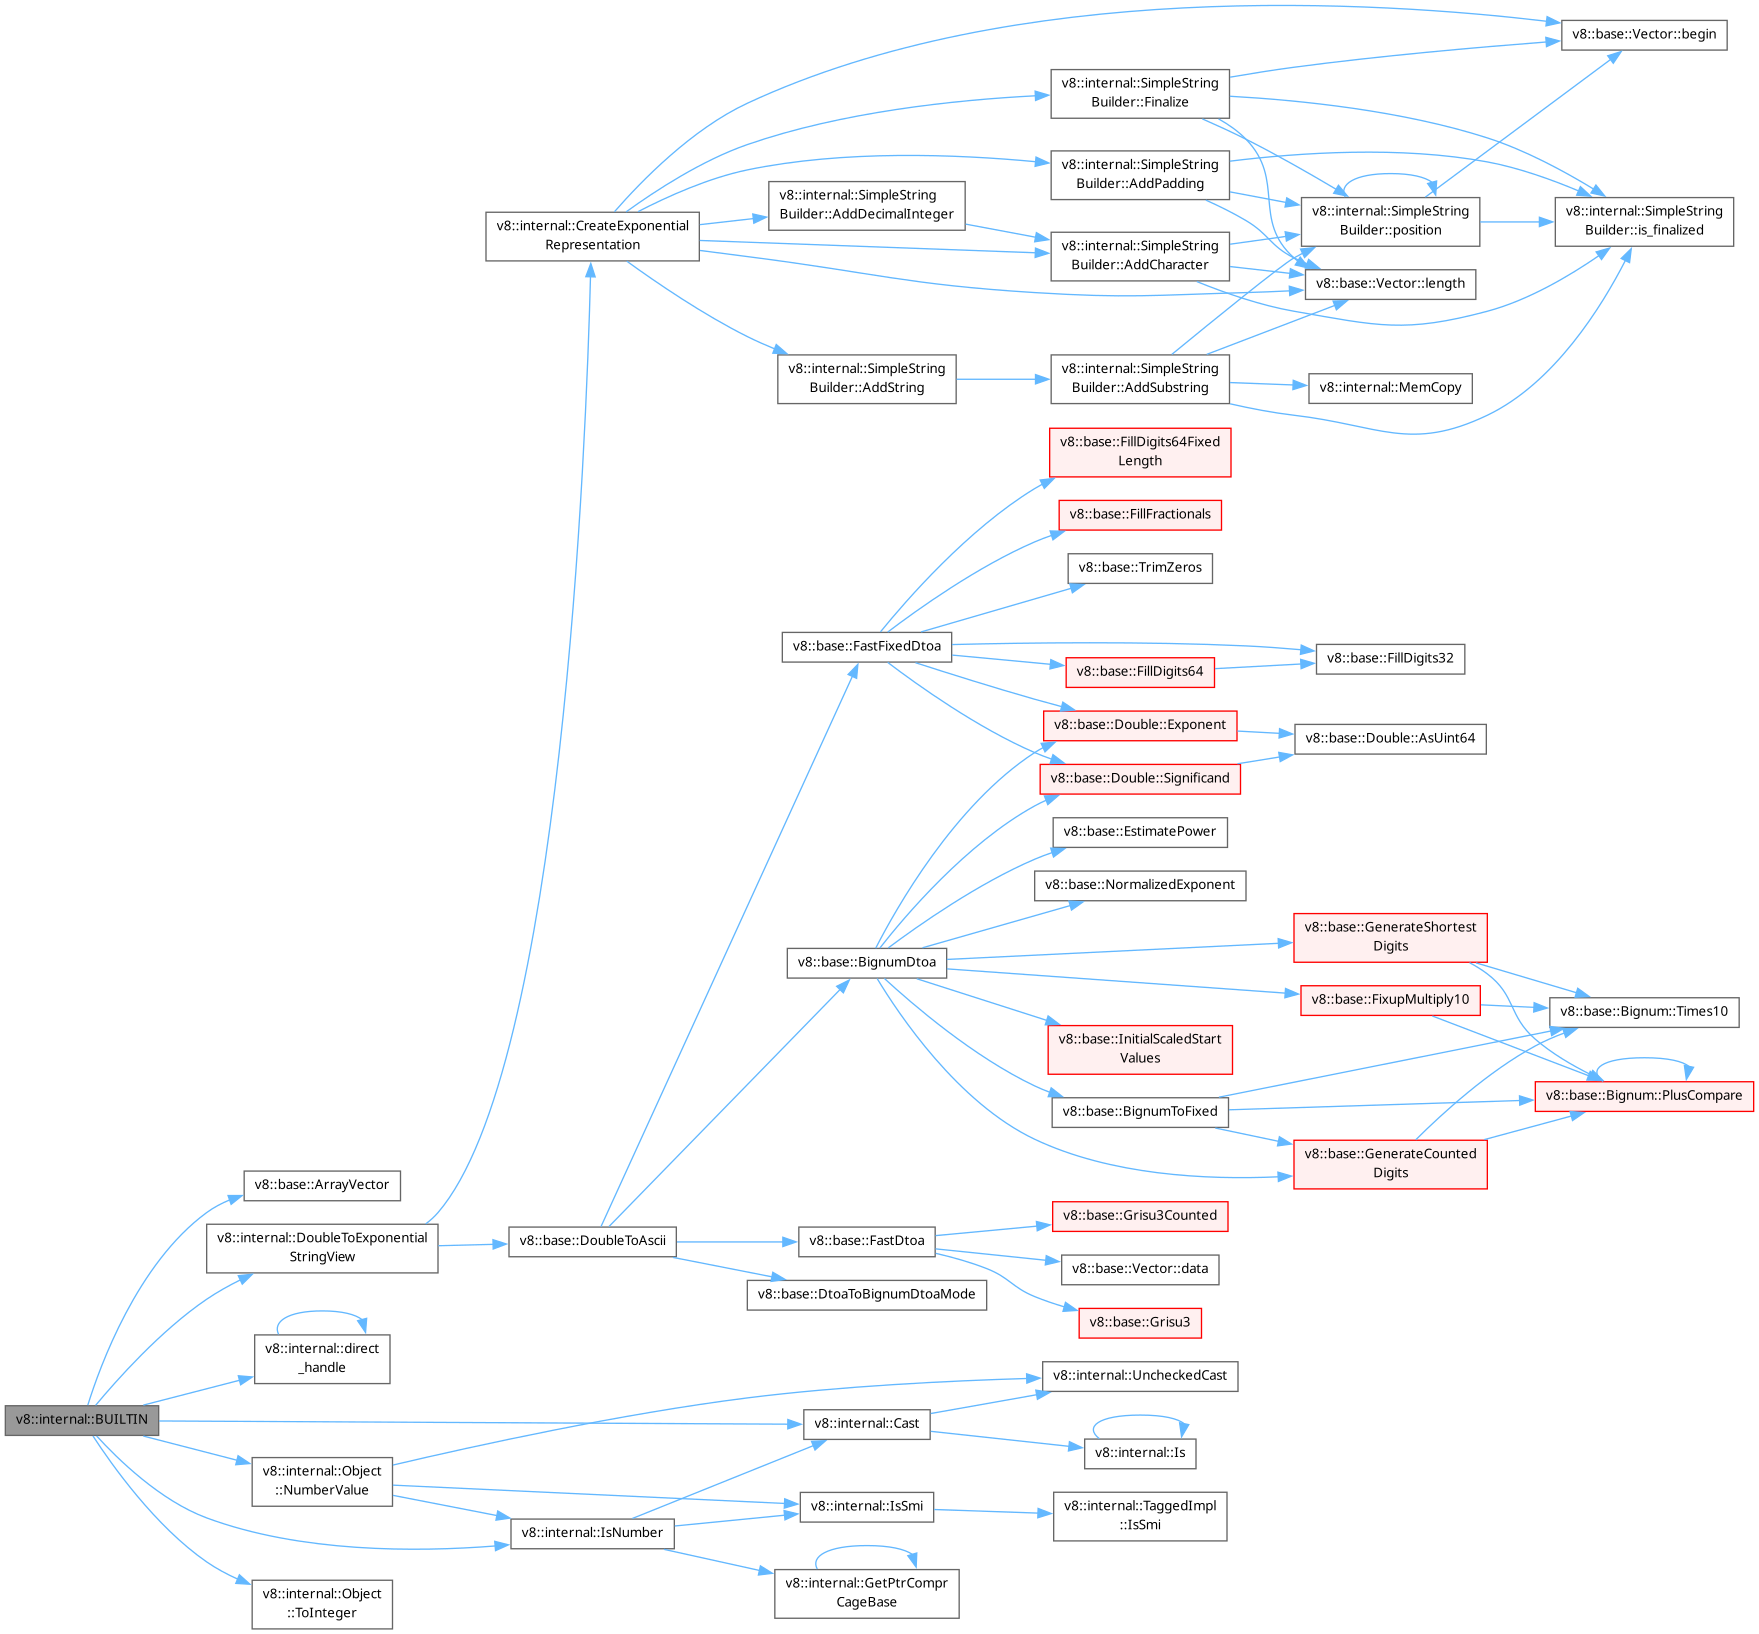 v8::base::Vector::begin
v8::internal::SimpleString
Builder::Finalize
v8::internal::SimpleString
Builder::AddPadding
v8::internal::SimpleString
Builder::AddDecimalInteger
v8::internal::SimpleString
Builder::position
v8::internal::SimpleString
Builder::is_finalized
v8::internal::CreateExponential
Representation
v8::internal::SimpleString
Builder::AddCharacter
v8::base::Vector::length
v8::internal::SimpleString
Builder::AddString
v8::internal::SimpleString
Builder::AddSubstring
v8::internal::MemCopy
v8::base::FillDigits64Fixed
Length
v8::base::FillFractionals
v8::base::TrimZeros
v8::base::FastFixedDtoa
v8::base::FillDigits32
v8::base::FillDigits64
v8::base::Double::Exponent
v8::base::Double::AsUint64
v8::base::Double::Significand
v8::base::EstimatePower
v8::base::NormalizedExponent
v8::base::GenerateShortest
Digits
v8::base::BignumDtoa
v8::base::FixupMultiply10
v8::base::Bignum::Times10
v8::base::InitialScaledStart
Values
v8::base::Bignum::PlusCompare
v8::base::BignumToFixed
v8::base::GenerateCounted
Digits
v8::base::ArrayVector
v8::base::Grisu3Counted
v8::internal::DoubleToExponential
StringView
v8::base::DoubleToAscii
v8::base::FastDtoa
v8::base::Vector::data
v8::base::DtoaToBignumDtoaMode
v8::base::Grisu3
v8::internal::direct
_handle
v8::internal::UncheckedCast
v8::internal::BUILTIN
v8::internal::Cast
v8::internal::Is
v8::internal::Object
::NumberValue
v8::internal::IsSmi
v8::internal::TaggedImpl
::IsSmi
v8::internal::IsNumber
v8::internal::GetPtrCompr
CageBase
v8::internal::Object
::ToInteger